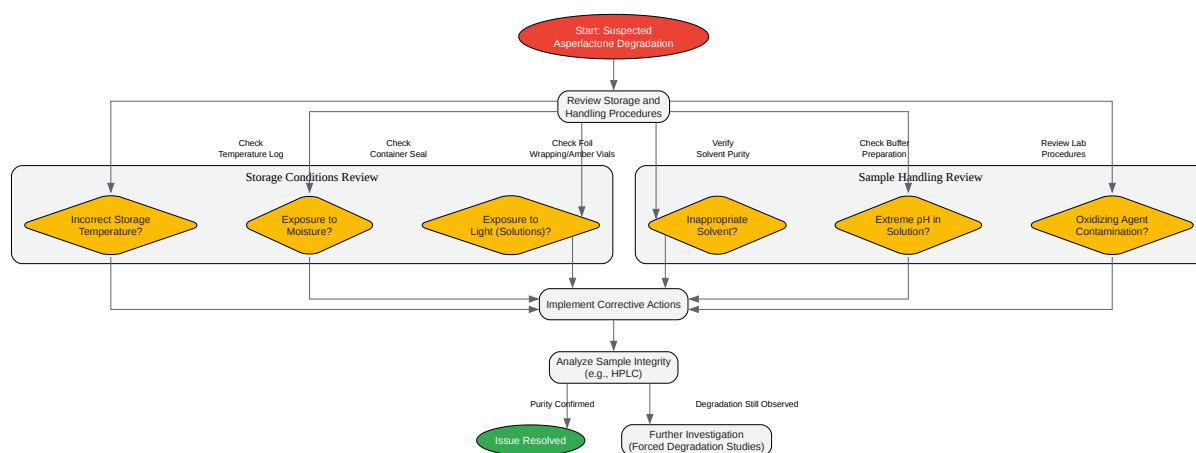 Start: Suspected
Asperlactone Degradation
Review Storage and
Handling Procedures
Check
Temperature Log
Check
Container Seal
Check Foil
Wrapping/Amber Vials
Verify
Solvent Purity
Check Buffer
Preparation
Review Lab
Procedures
Storage Conditions Review
Sample Handling Review
Incorrect Storage
Temperature?
Exposure to
Moisture?
Exposure to
Light (Solutions)?
Inappropriate
Solvent?
Extreme pH in
Solution?
Oxidizing Agent
Contamination?
Implement Corrective Actions
Analyze Sample Integrity
(e.g., HPLC)
Purity Confirmed
Degradation Still Observed
Issue Resolved
Further Investigation
(Forced Degradation Studies)